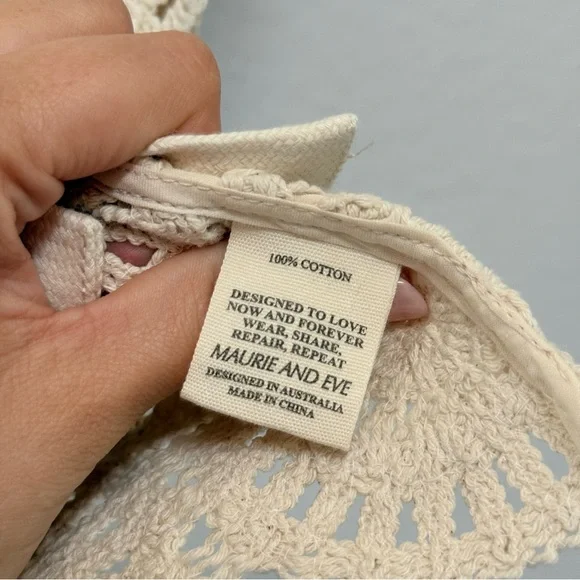 100% COTTON
DESIGNED TO LOVE
NOW AND FOREVER
WEAR, SHARE,
REPAIR, REPEAT
MAURIE AND EVE
DESIGNED IN AUSTRALIA
MADE IN CHINA